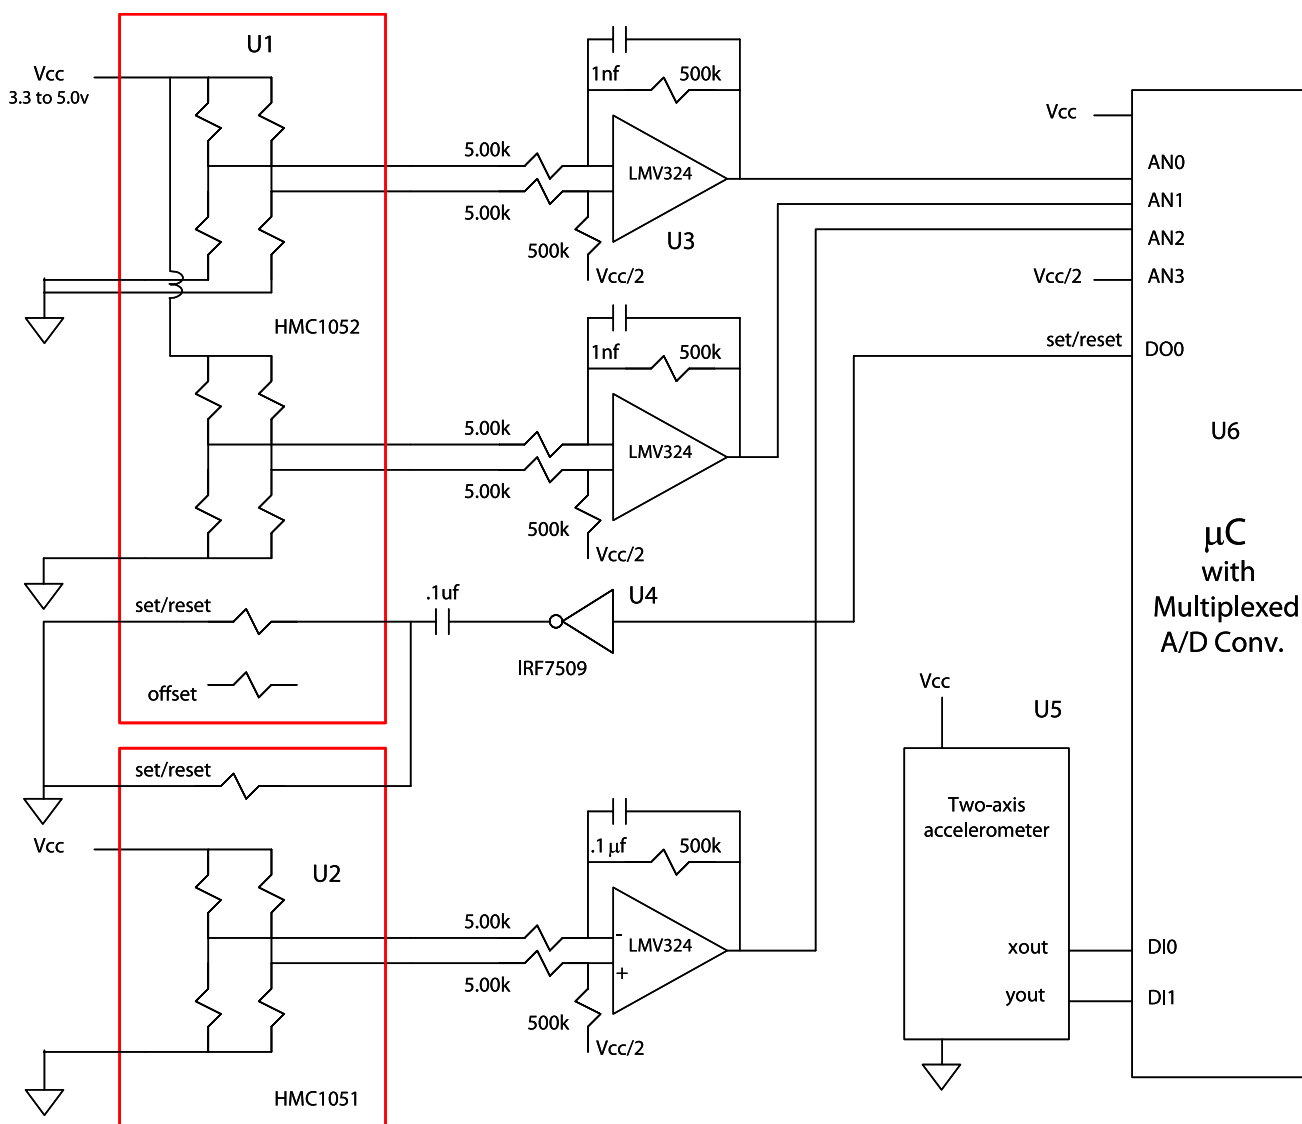 U1
Vcc
3.3 to 5.0v
HMC1052
5.00k
5.00k
1nf
500k
LMV324
U3
500k
Vcc/2
5.00k
5.00k
1nf
500k
LMV324
500k
Vcc/2
set/reset
offset
.1uf
U4
IRF7509
set/reset
Vcc
U2
HMC1051
5.00k
5.00k
.1 μf
500k
-
LMV324
+
500k
Vcc/2
Vcc
AN0
AN1
AN2
Vcc/2
AN3
set/reset
DO0
U6
μC
with
Multiplexed
A/D Conv.
Vcc
U5
Two-axis
accelerometer
xout
DI0
yout
DI1